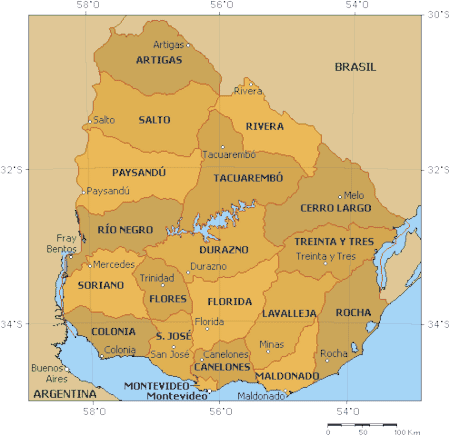 58°O
56°O
54°O
30°S
Artigas
ARTIGAS
BRASIL
Rivera
Salto
SALTO
RIVERA
Tacuarembó
32°S
32°S
PAYSANDÚ
TACUAREMBÓ
Paysandú
Melo
CERRO LARGO
RÍO NEGRO
Fray
Bentos
DURAZNO
TREINTA Y TRES
Treinta y Tres
Mercedes
Durazno
Trinidad
SORIANO
FLORES
FLORIDA
LAVALLEJA
ROCHA
34°S
34°S
COLONIA
Florida
S. JOSÉ
Minas
Colonia
San José
Canelones
Rocha
CANELONES
Buenos
Aires
MALDONADO
MONTEVIDEO
Montevideo
Maldonado
ARGENTINA
58°O
56°O
54°O
0
100 Km